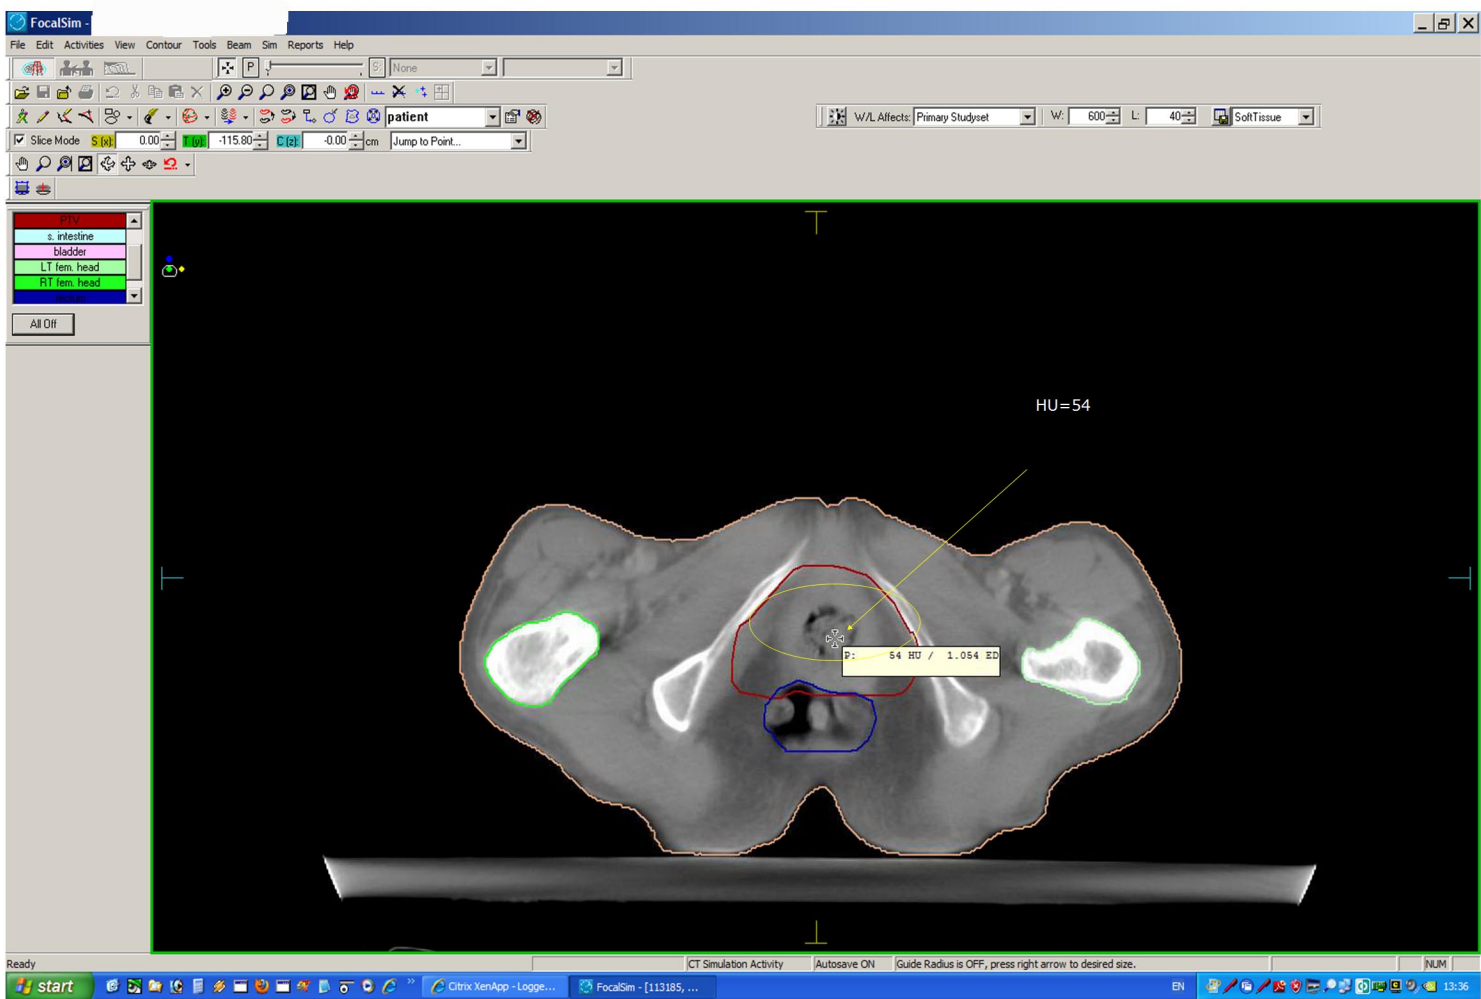 FocalSim -
File Edit Activities View Contour Tools Beam Sim Reports Help
P S: None
patient W/L Affects: Primary Studyset W: 600 L: 40 SoftTissue
Slice Mode S (x): 0.00 T (y): -115.80 C (z): -0.00 cm Jump to Point...
PTV
s. intestine
bladder
LT fem. head
RT fem. head
All Off
HU=54
P: 54 HU / 1.054 ED
Ready CT Simulation Activity Autosave ON Guide Radius is OFF, press right arrow to desired size. NUM
start Citrix XenApp - Logge... FocalSim - [113185, ... EN 13:36